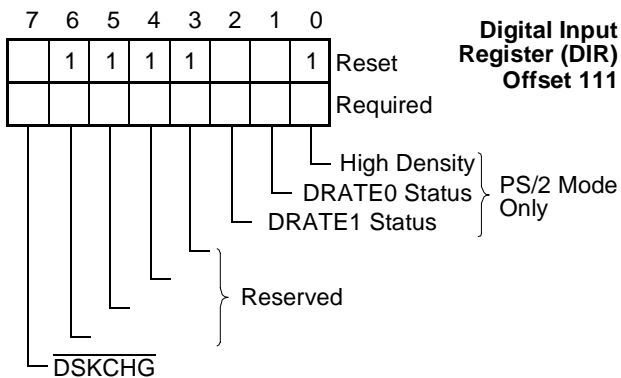 7 6 5 4 3 2 1 0
Digital Input
Register (DIR)
Offset 111
1 1 1 1 1 Reset
Required
High Density
DRATE0 Status
DRATE1 Status
PS/2 Mode
Only
Reserved
DSKCHG